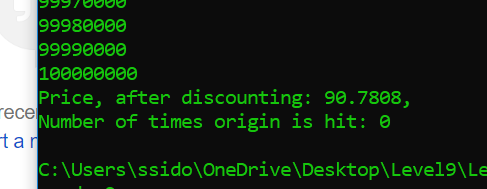 99970000
99980000
99990000
100000000
Price, after discounting: 90.7808,
Number of times origin is hit: 0
C:\Users\ssido\OneDrive\Desktop\Level9\Le